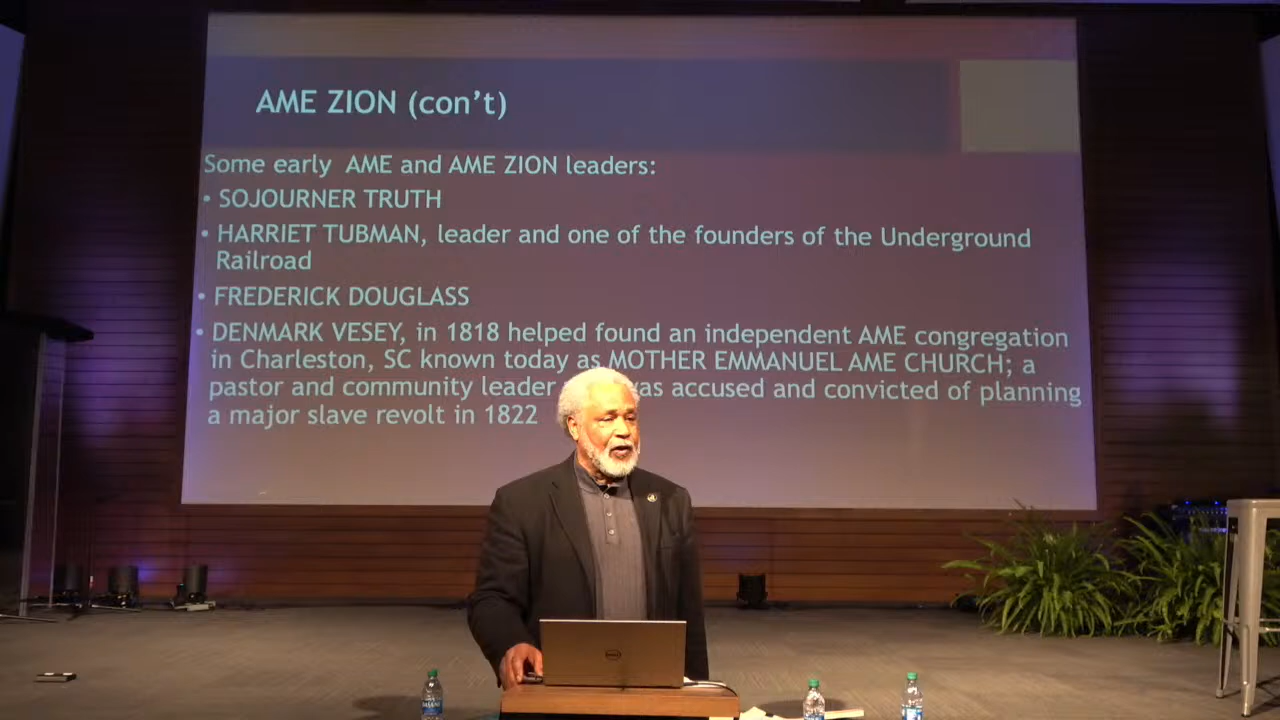 AME ZION (con't)
Some early AME and AME ZION leaders:
• SOJOURNER TRUTH
• HARRIET TUBMAN, leader and one of the founders of the Underground
Railroad
• FREDERICK DOUGLASS
• DENMARK VESEY, in 1818 helped found an independent AME congregation
in Charleston, SC known today as MOTHER EMMANUEL AME CHURCH; a
pastor and community leader was accused and convicted of planning
a major slave revolt in 1822
DELL
DASANI